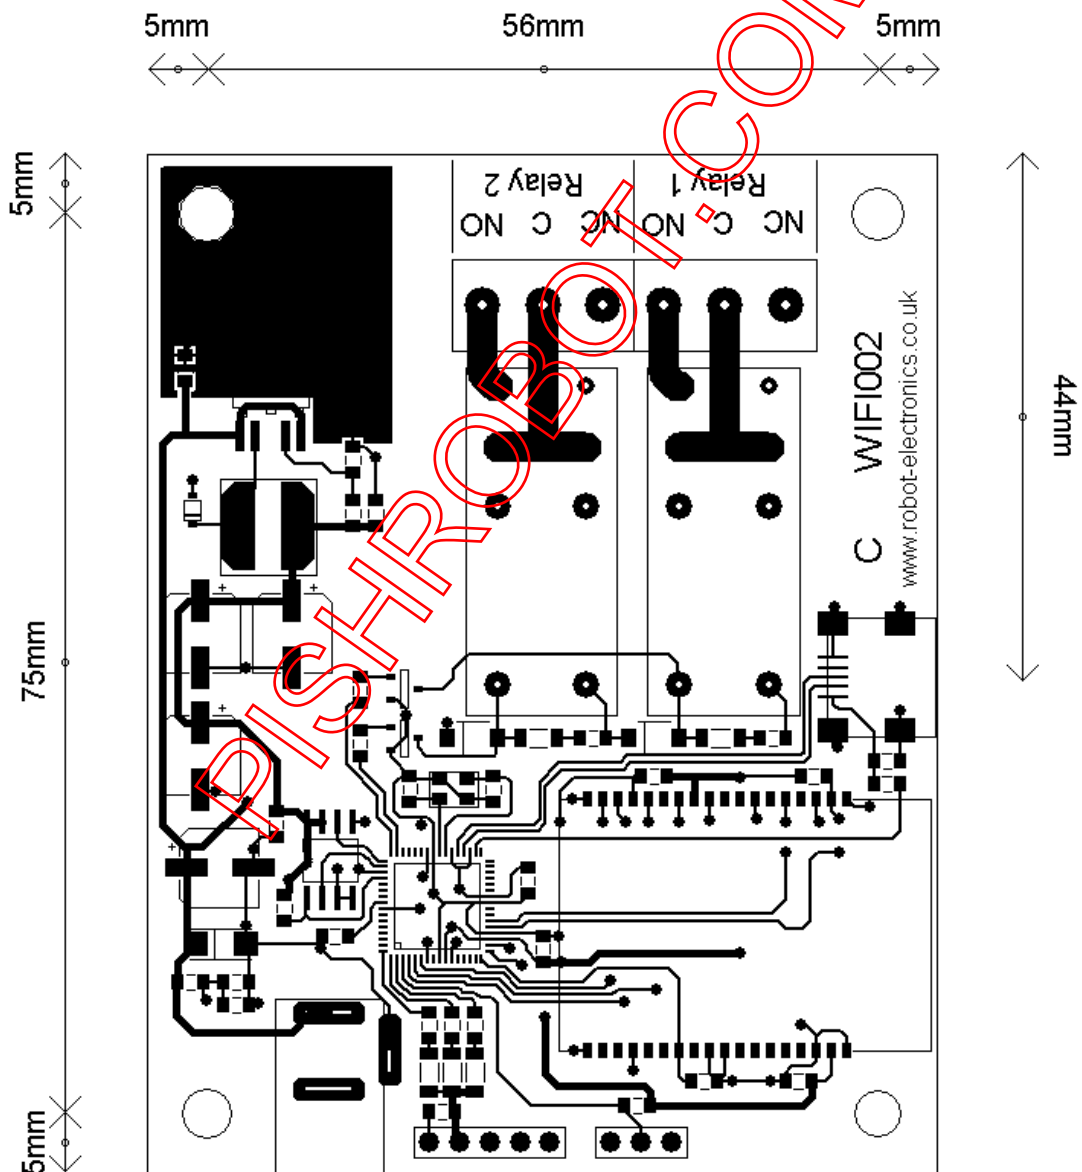 5mm 56mm 5mm
5mm
75mm
5mm
44mm
Relay 2 Relay 1
NO C NC NO C NC
C WIFI002
www.robot-electronics.co.uk
PISHROBOT.COM